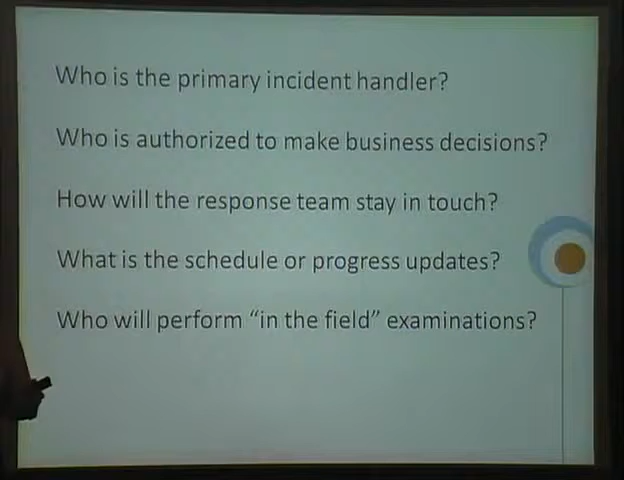 Who is the primary incident handler?
Who is authorized to make business decisions?
How will the response team stay in touch?
What is the schedule or progress updates?
Who will perform “in the field” examinations?